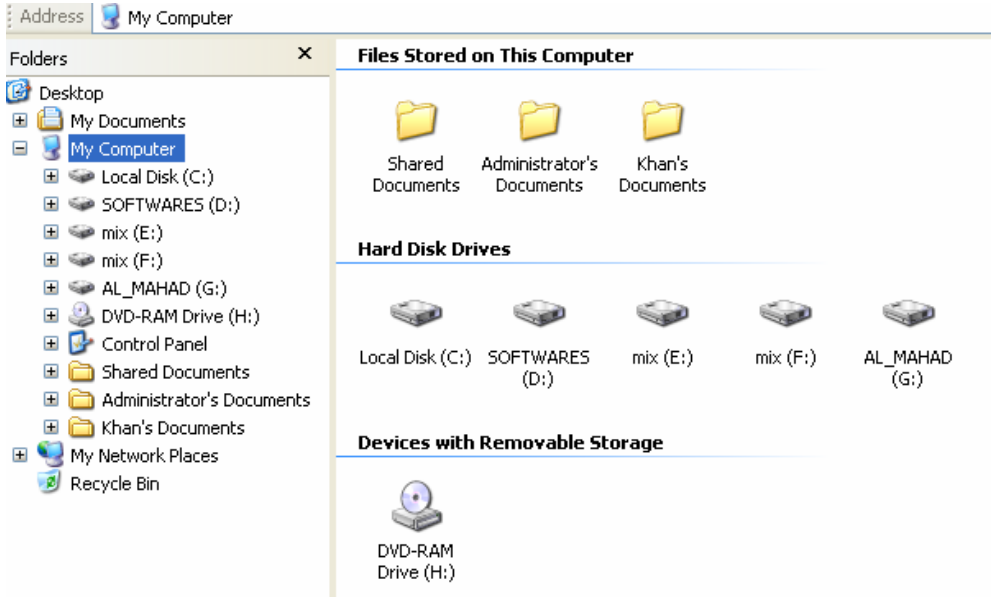 Address My Computer
Folders
Desktop
My Documents
My Computer
Local Disk (C:)
SOFTWARES (D:)
mix (E:)
mix (F:)
AL_MAHAD (G:)
DVD-RAM Drive (H:)
Control Panel
Shared Documents
Administrator's Documents
Khan's Documents
My Network Places
Recycle Bin
Files Stored on This Computer
Shared
Documents
Administrator's
Documents
Khan's
Documents
Hard Disk Drives
Local Disk (C:)
SOFTWARES
(D:)
mix (E:)
mix (F:)
AL_MAHAD
(G:)
Devices with Removable Storage
DVD-RAM
Drive (H:)